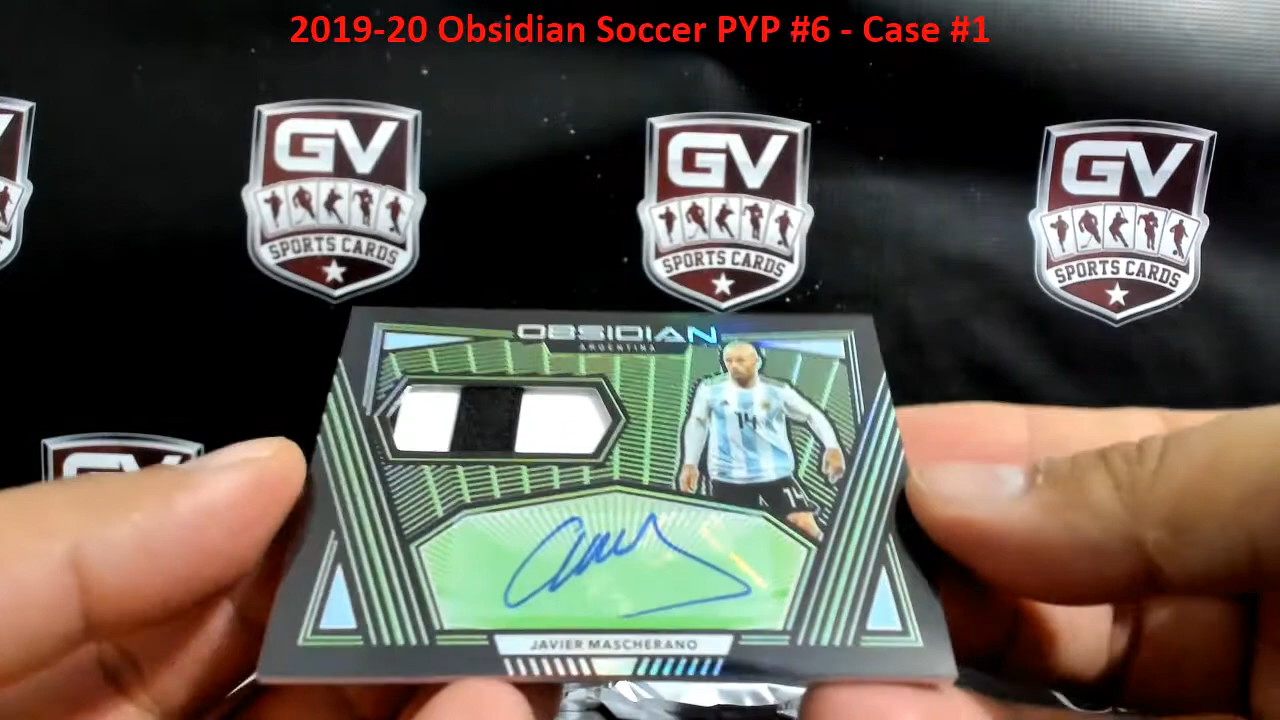 2019-20 Obsidian Soccer PYP #6 - Case #1
GV
SPORTS CARDS
GV
SPORTS CARDS
GV
SPORTS CARDS
OBSIDIAN
ARGENTINA
14
14
JAVIER MASCHERANO